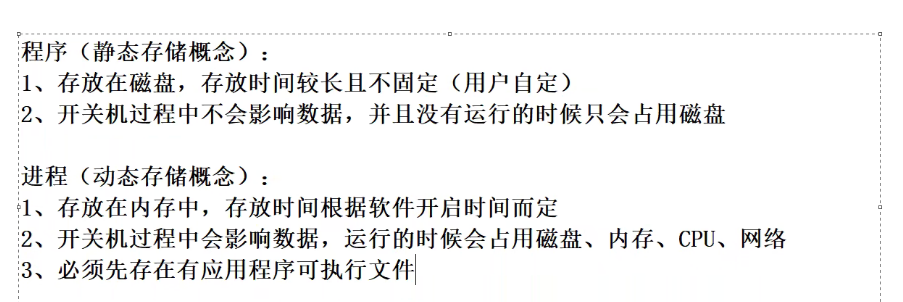 程序（静态存储概念）：
1、存放在磁盘，存放时间较长且不固定（用户自定）
2、开关机过程中不会影响数据，并且没有运行的时候只会占用磁盘
进程（动态存储概念）：
1、存放在内存中，存放时间根据软件开启时间而定
2、开关机过程中会影响数据，运行的时候会占用磁盘、内存、CPU、网络
3、必须先存在有应用程序可执行文件